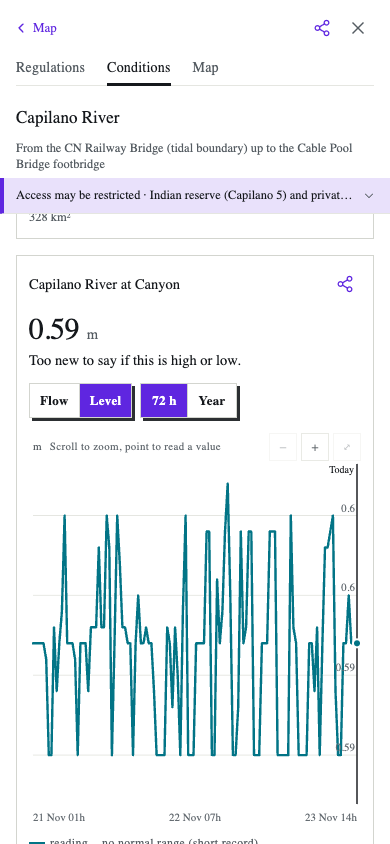 Map
Regulations
Conditions
Map
Capilano River
From the CN Railway Bridge (tidal boundary) up to the Cable Pool
Bridge footbridge
Access may be restricted · Indian reserve (Capilano 5) and privat…
328 km²
Capilano River at Canyon
0.59 m
Too new to say if this is high or low.
Flow
Level
72 h
Year
m Scroll to zoom, point to read a value
Today
0.6
0.6
0.59
0.59
21 Nov 01h
22 Nov 07h
23 Nov 14h
reading – no normal range (short record)